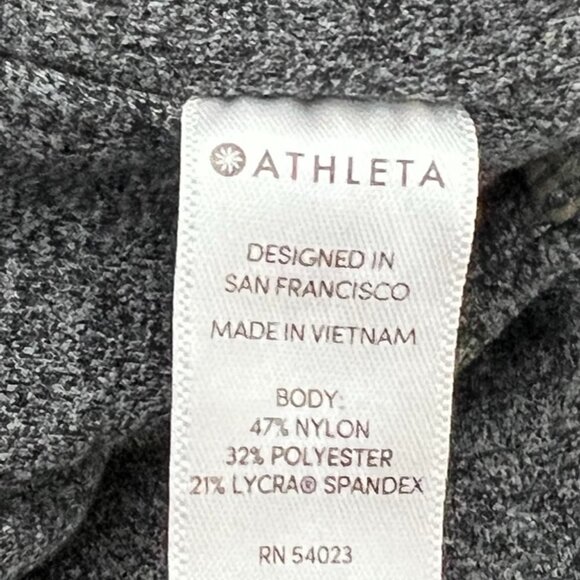 ATHLETA
DESIGNED IN
SAN FRANCISCO
MADE IN VIETNAM
BODY:
47% NYLON
32% POLYESTER
21% LYCRA® SPANDEX
RN 54023